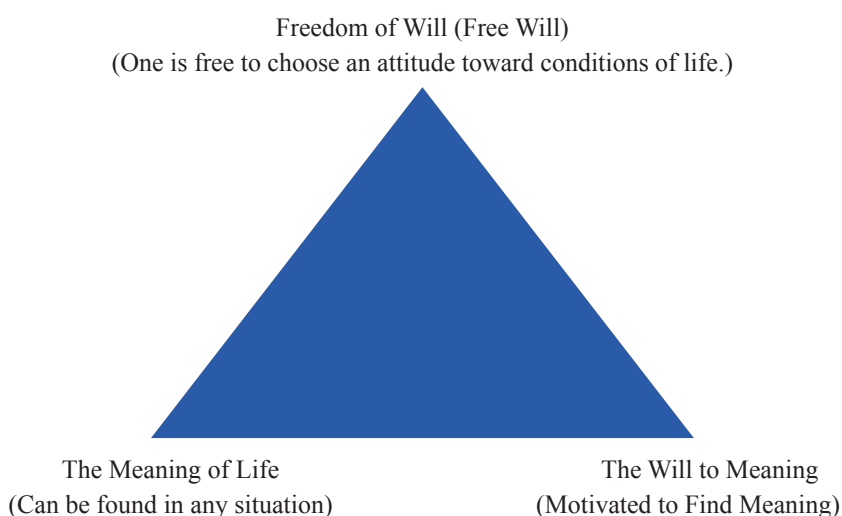 Freedom of Will (Free Will)
(One is free to choose an attitude toward conditions of life.)
The Meaning of Life
(Can be found in any situation)
The Will to Meaning
(Motivated to Find Meaning)